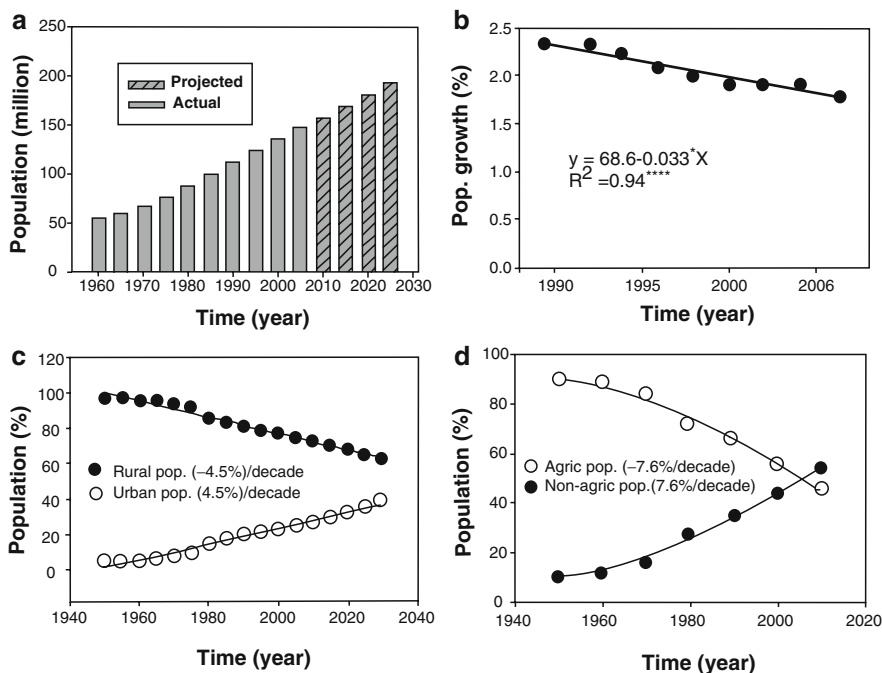 a
250
200
150
100
50
0
Population (million)
Projected
Actual
1960 1970 1980 1990 2000 2010 2020 2030
Time (year)
b
2.5
2.0
1.5
1.0
0.5
0.0
Pop. growth (%)
y = 68.6-0.033*X
R2 =0.94****
1990 1995 2000 2006
Time (year)
c
120
100
80
60
40
20
0
Population (%)
Rural pop. (−4.5%)/decade
Urban pop. (4.5%)/decade
1940 1960 1980 2000 2020 2040
Time (year)
d
100
80
60
40
20
0
Population (%)
Agric pop. (−7.6%/decade)
Non-agric pop.(7.6%/decade)
1940 1960 1980 2000 2020
Time (year)